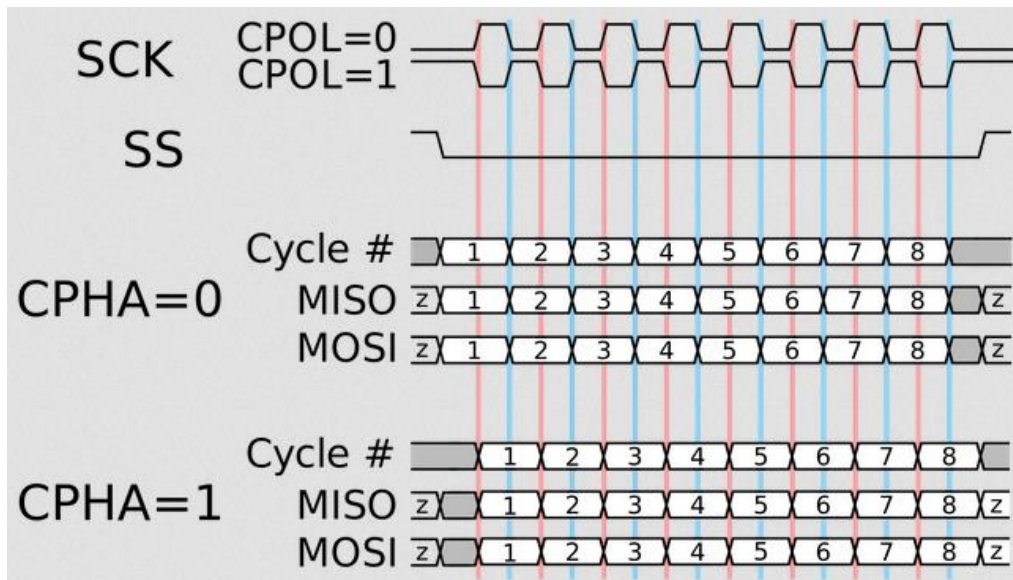 SCK CPOL=0
CPOL=1
SS
Cycle # 1 2 3 4 5 6 7 8
CPHA=0 MISO z 1 2 3 4 5 6 7 8 z
MOSI z 1 2 3 4 5 6 7 8 z
Cycle # 1 2 3 4 5 6 7 8
CPHA=1 MISO z 1 2 3 4 5 6 7 8 z
MOSI z 1 2 3 4 5 6 7 8 z